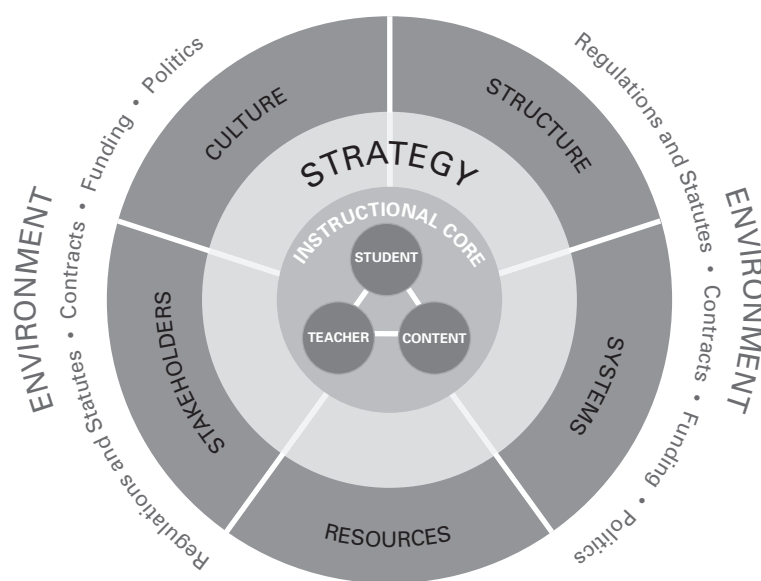 ENVIRONMENT
Regulations and Statutes • Contracts • Funding • Politics
CULTURE
STRUCTURE
STRATEGY
INSTRUCTIONAL CORE
STUDENT
TEACHER
CONTENT
STAKEHOLDERS
SYSTEMS
RESOURCES
Regulations and Statutes • Contracts • Funding • Politics
ENVIRONMENT